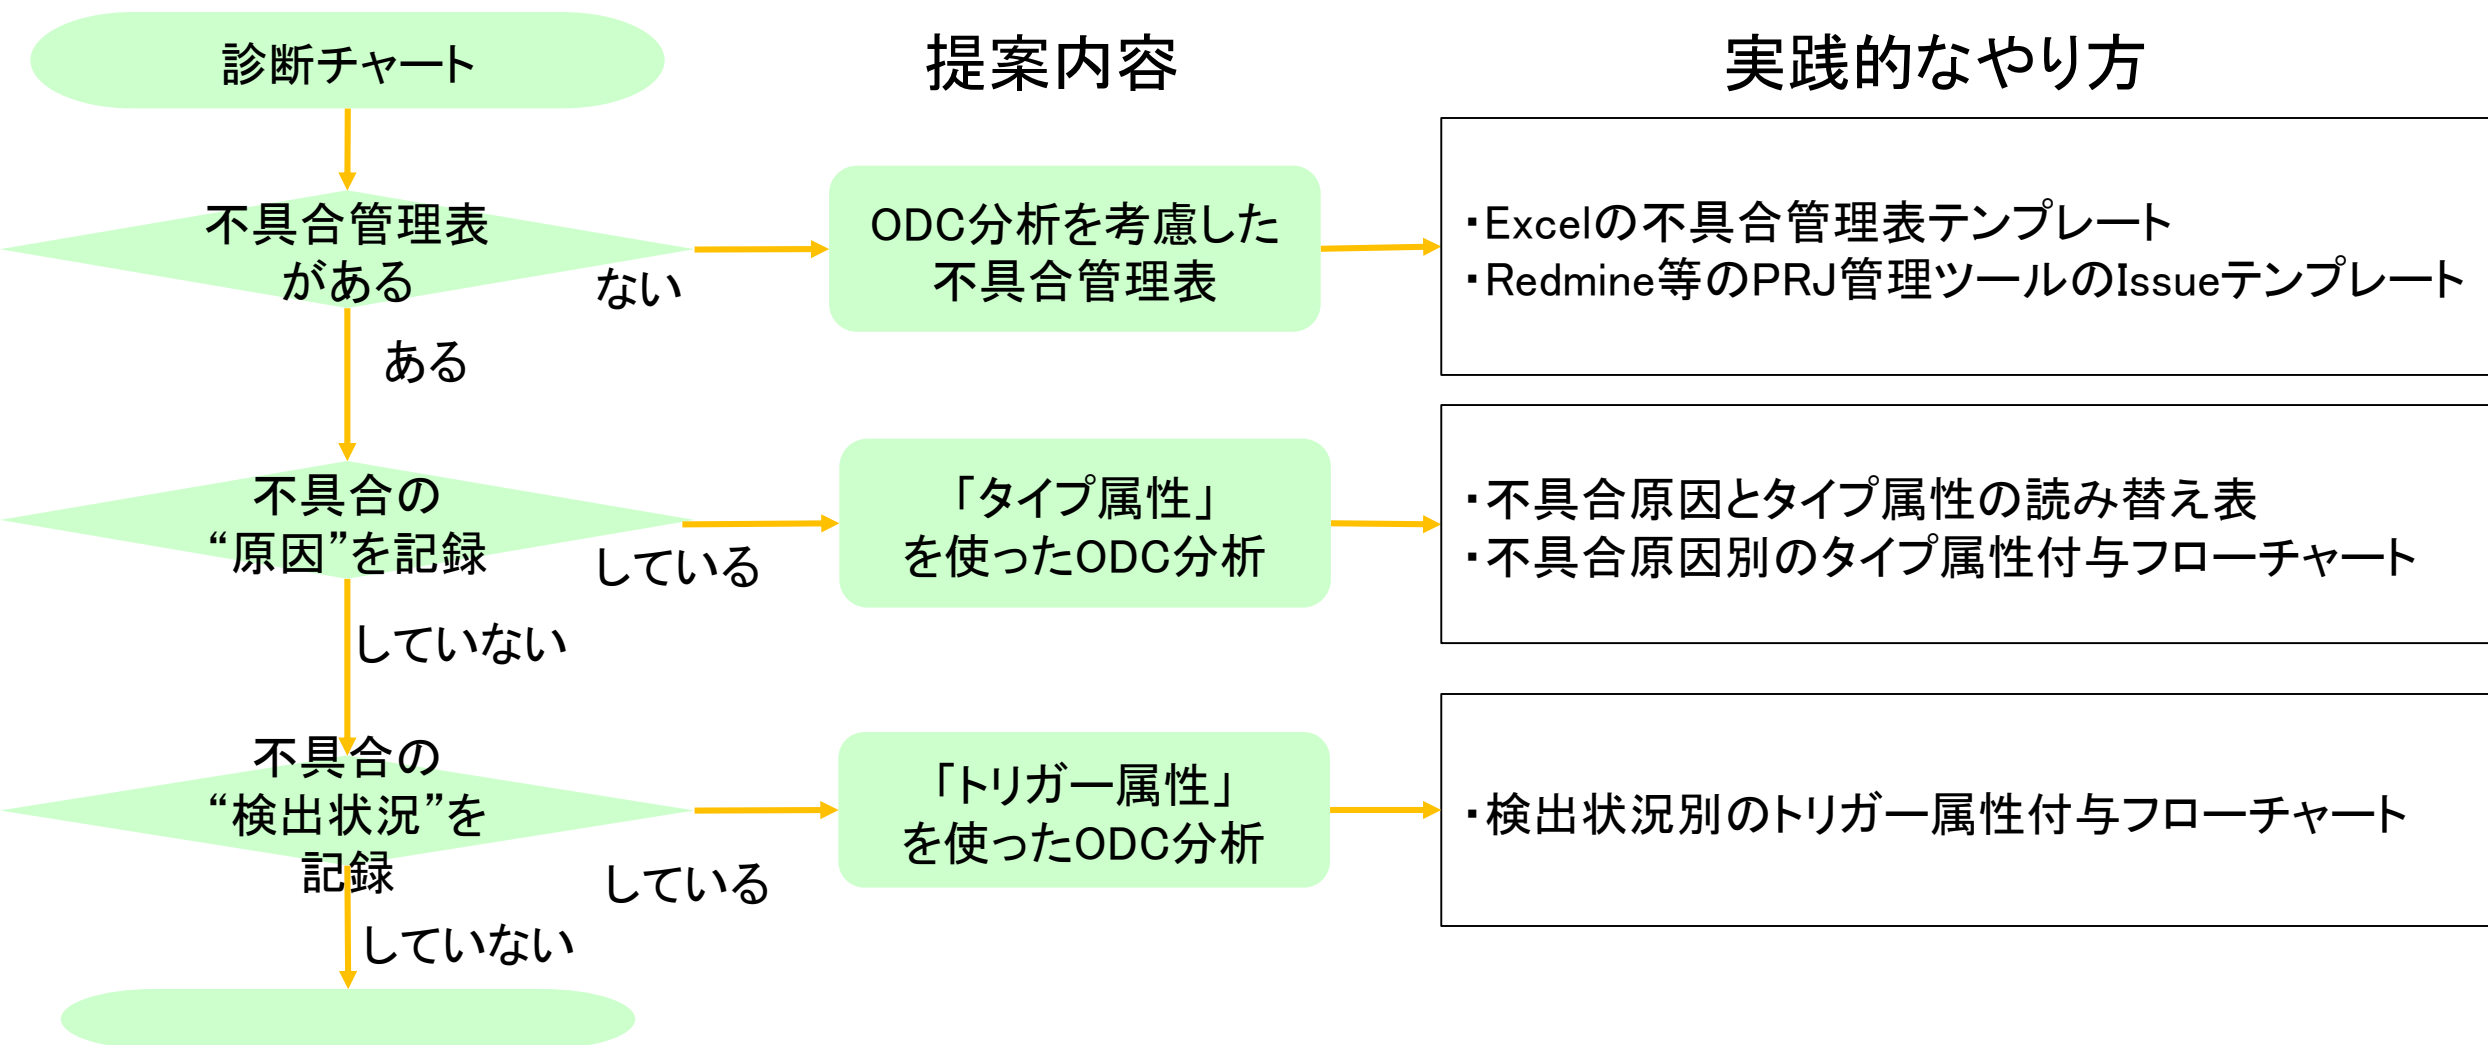 診断チャート
提案内容
実践的なやり方
不具合管理表
がある
ない
ある
ODC分析を考慮した
不具合管理表
・Excelの不具合管理表テンプレート
・Redmine等のPRJ管理ツールのIssueテンプレート
不具合の
“原因”を記録
している
していない
「タイプ属性」
を使ったODC分析
・不具合原因とタイプ属性の読み替え表
・不具合原因別のタイプ属性付与フローチャート
不具合の
“検出状況”を
記録
している
していない
「トリガー属性」
を使ったODC分析
・検出状況別のトリガー属性付与フローチャート